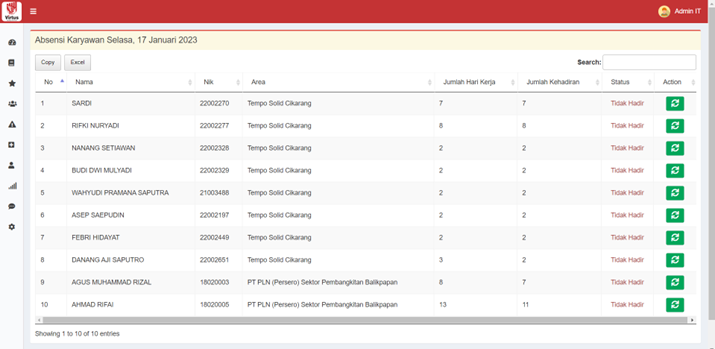 Virtus
Admin IT
Absensi Karyawan Selasa, 17 Januari 2023
Copy Excel Search:
No Nama Nik Area Jumlah Hari Kerja Jumlah Kehadiran Status Action
1 SARDI 22002270 Tempo Solid Cikarang 7 7 Tidak Hadir
2 RIFKI NURYADI 22002277 Tempo Solid Cikarang 8 8 Tidak Hadir
3 NANANG SETIAWAN 22002328 Tempo Solid Cikarang 2 2 Tidak Hadir
4 BUDI DWI MULYADI 22002329 Tempo Solid Cikarang 2 2 Tidak Hadir
5 WAHYUDI PRAMANA SAPUTRA 21003488 Tempo Solid Cikarang 2 2 Tidak Hadir
6 ASEP SAEPUDIN 22002197 Tempo Solid Cikarang 2 2 Tidak Hadir
7 FEBRI HIDAYAT 22002449 Tempo Solid Cikarang 2 2 Tidak Hadir
8 DANANG AJI SAPUTRO 22002651 Tempo Solid Cikarang 3 2 Tidak Hadir
9 AGUS MUHAMMAD RIZAL 18020003 PT PLN (Persero) Sektor Pembangkitan Balikpapan 8 7 Tidak Hadir
10 AHMAD RIFAI 18020005 PT PLN (Persero) Sektor Pembangkitan Balikpapan 13 11 Tidak Hadir
Showing 1 to 10 of 10 entries